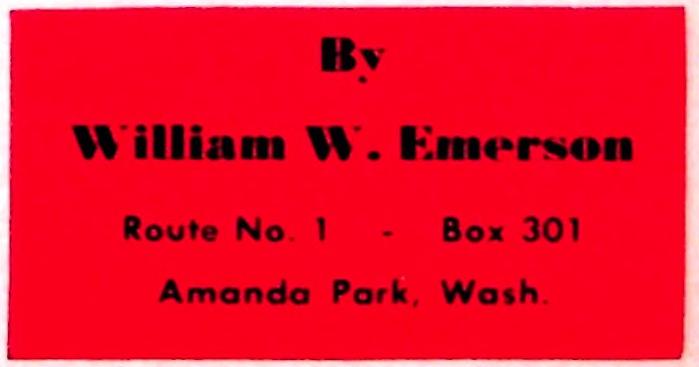 By
William W. Emerson
Route No. 1 - Box 301
Amanda Park, Wash.